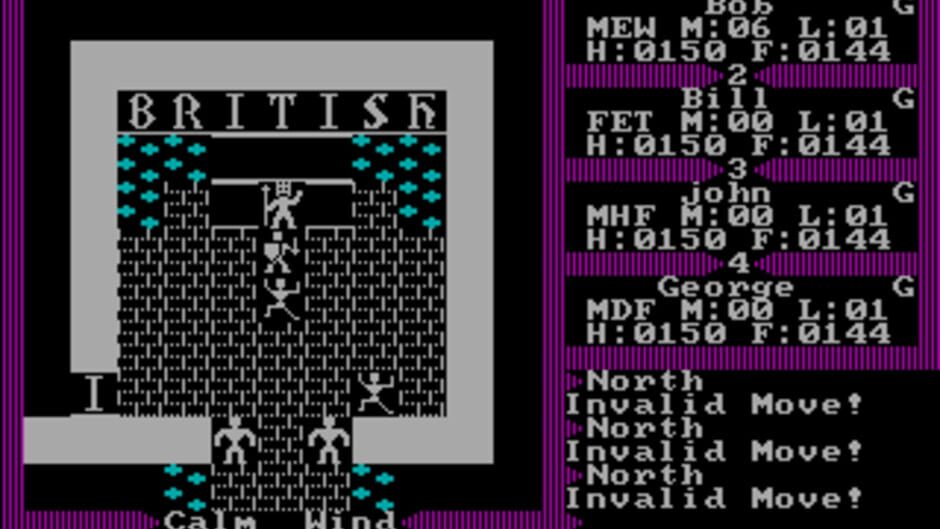 BRITISH
I
Calm Wind
Bob G
MEW M:06 L:01
H:0150 F:0144
2
Bill G
FET M:00 L:01
H:0150 F:0144
3
john G
MHF M:00 L:01
H:0150 F:0144
4
George G
MDF M:00 L:01
H:0150 F:0144
North
Invalid Move!
North
Invalid Move!
North
Invalid Move!